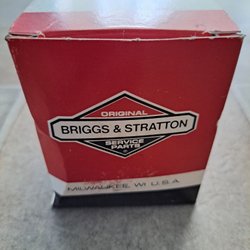 ORIGINAL
BRIGGS & STRATTON
SERVICE PARTS
MILWAUKEE, WI U.S.A.